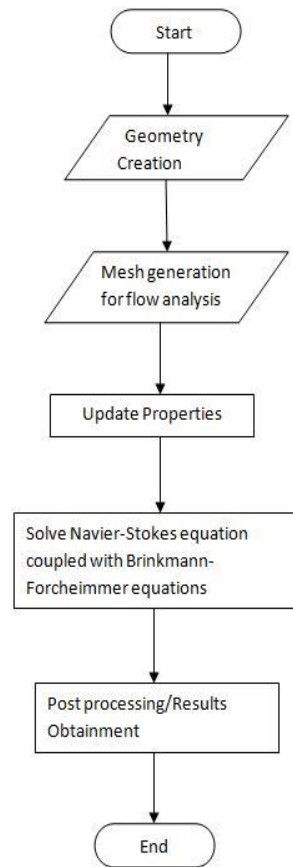 Start
Geometry
Creation
Mesh generation
for flow analysis
Update Properties
Solve Navier-Stokes equation
coupled with Brinkmann-
Forcheimmer equations
Post processing/Results
Obtainment
End